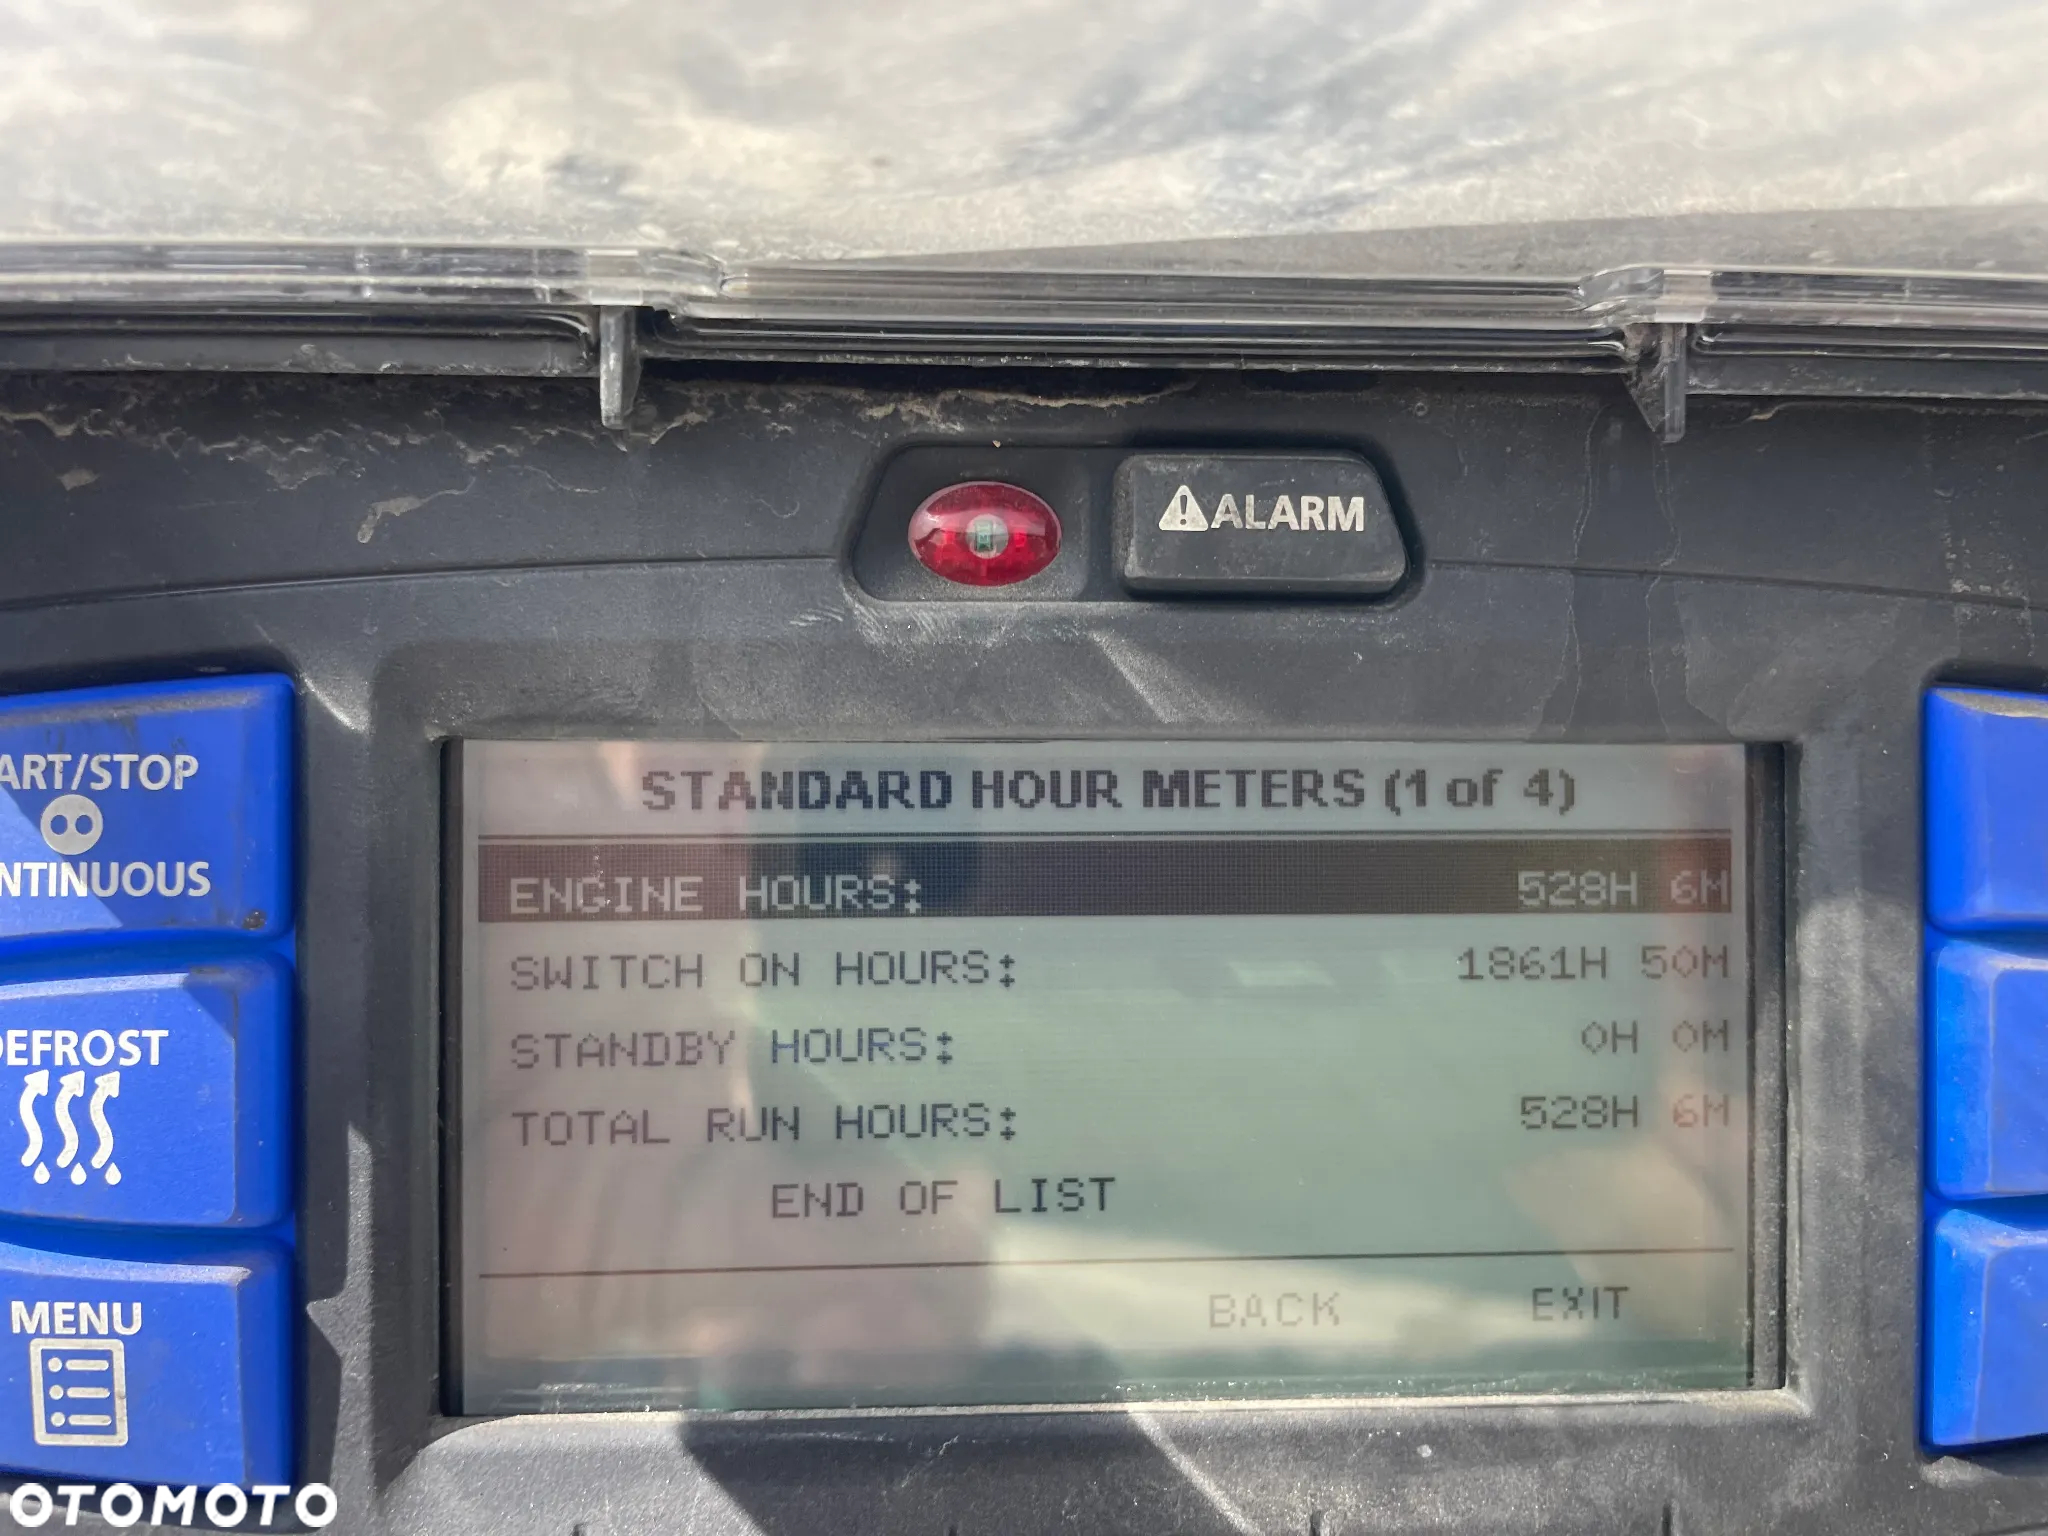 ALARM
ART/STOP
NTINUOUS
DEFROST
MENU
STANDARD HOUR METERS (1 of 4)
ENGINE HOURS: 528H 6M
SWITCH ON HOURS: 1861H 50M
STANDBY HOURS: 0H 0M
TOTAL RUN HOURS: 528H 6M
END OF LIST
BACK EXIT
OTOMOTO